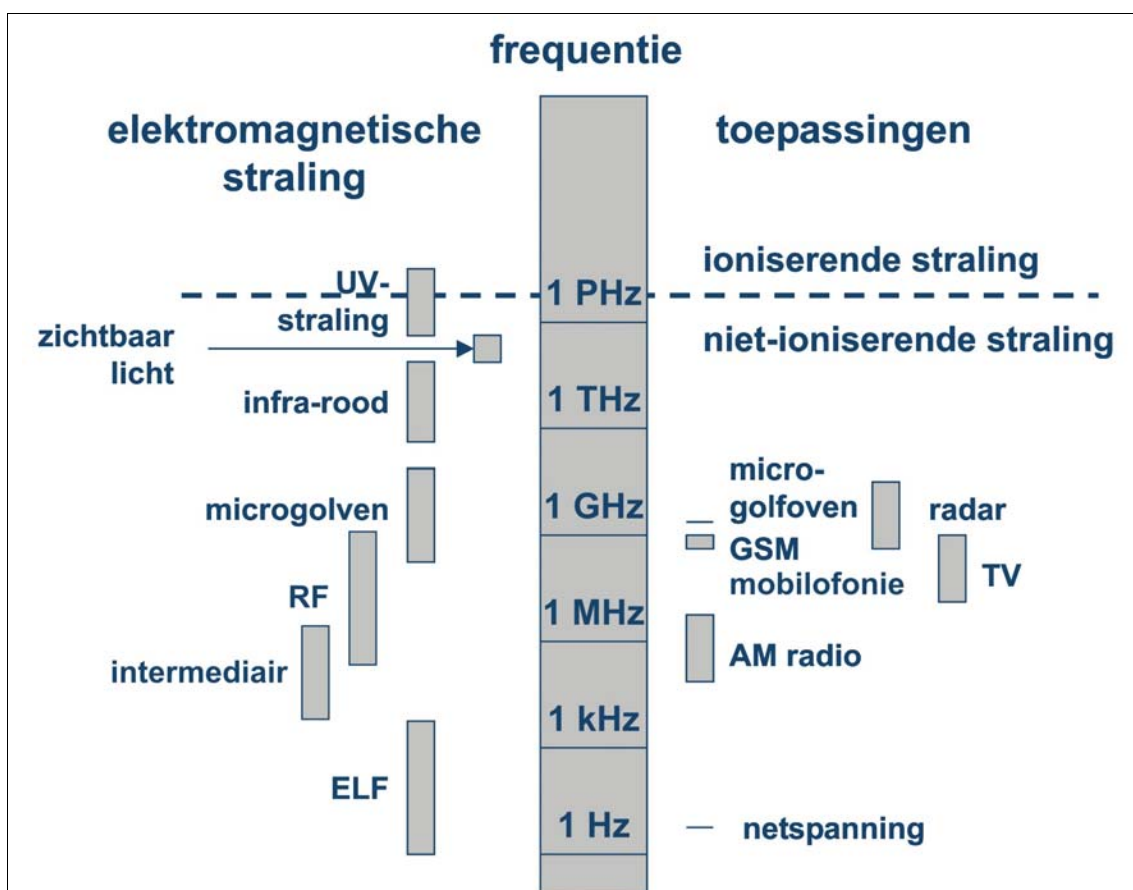 frequentie
elektromagnetische
straling
toepassingen
UV-
straling
zichtbaar
licht
infra-rood
microgolven
RF
intermediair
ELF
1 PHz
1 THz
1 GHz
1 MHz
1 kHz
1 Hz
ioniserende straling
niet-ioniserende straling
micro-
golfoven
radar
GSM
mobilofonie
TV
AM radio
netspanning